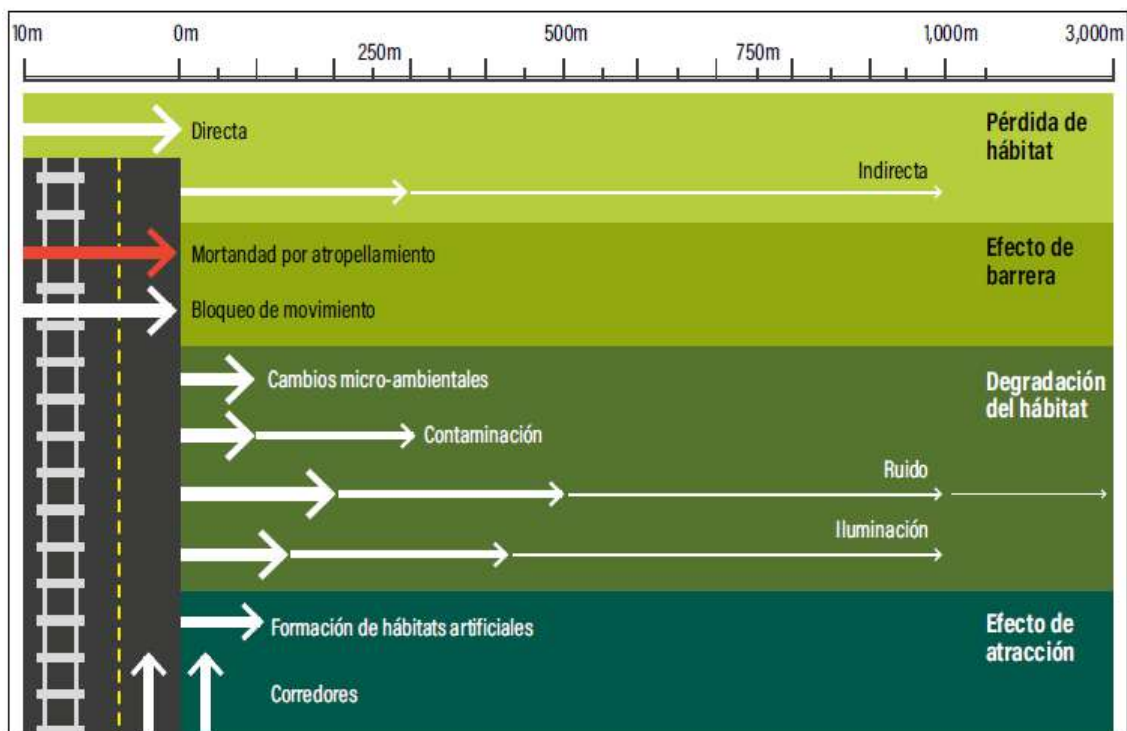 10m 0m 250m 500m 750m 1,000m 3,000m
Directa
Pérdida de
hábitat
Indirecta
Mortandad por atropellamiento
Efecto de
barrera
Bloqueo de movimiento
Cambios micro-ambientales
Degradación
del hábitat
Contaminación
Ruido
Iluminación
Formación de hábitats artificiales
Efecto de
atracción
Corredores